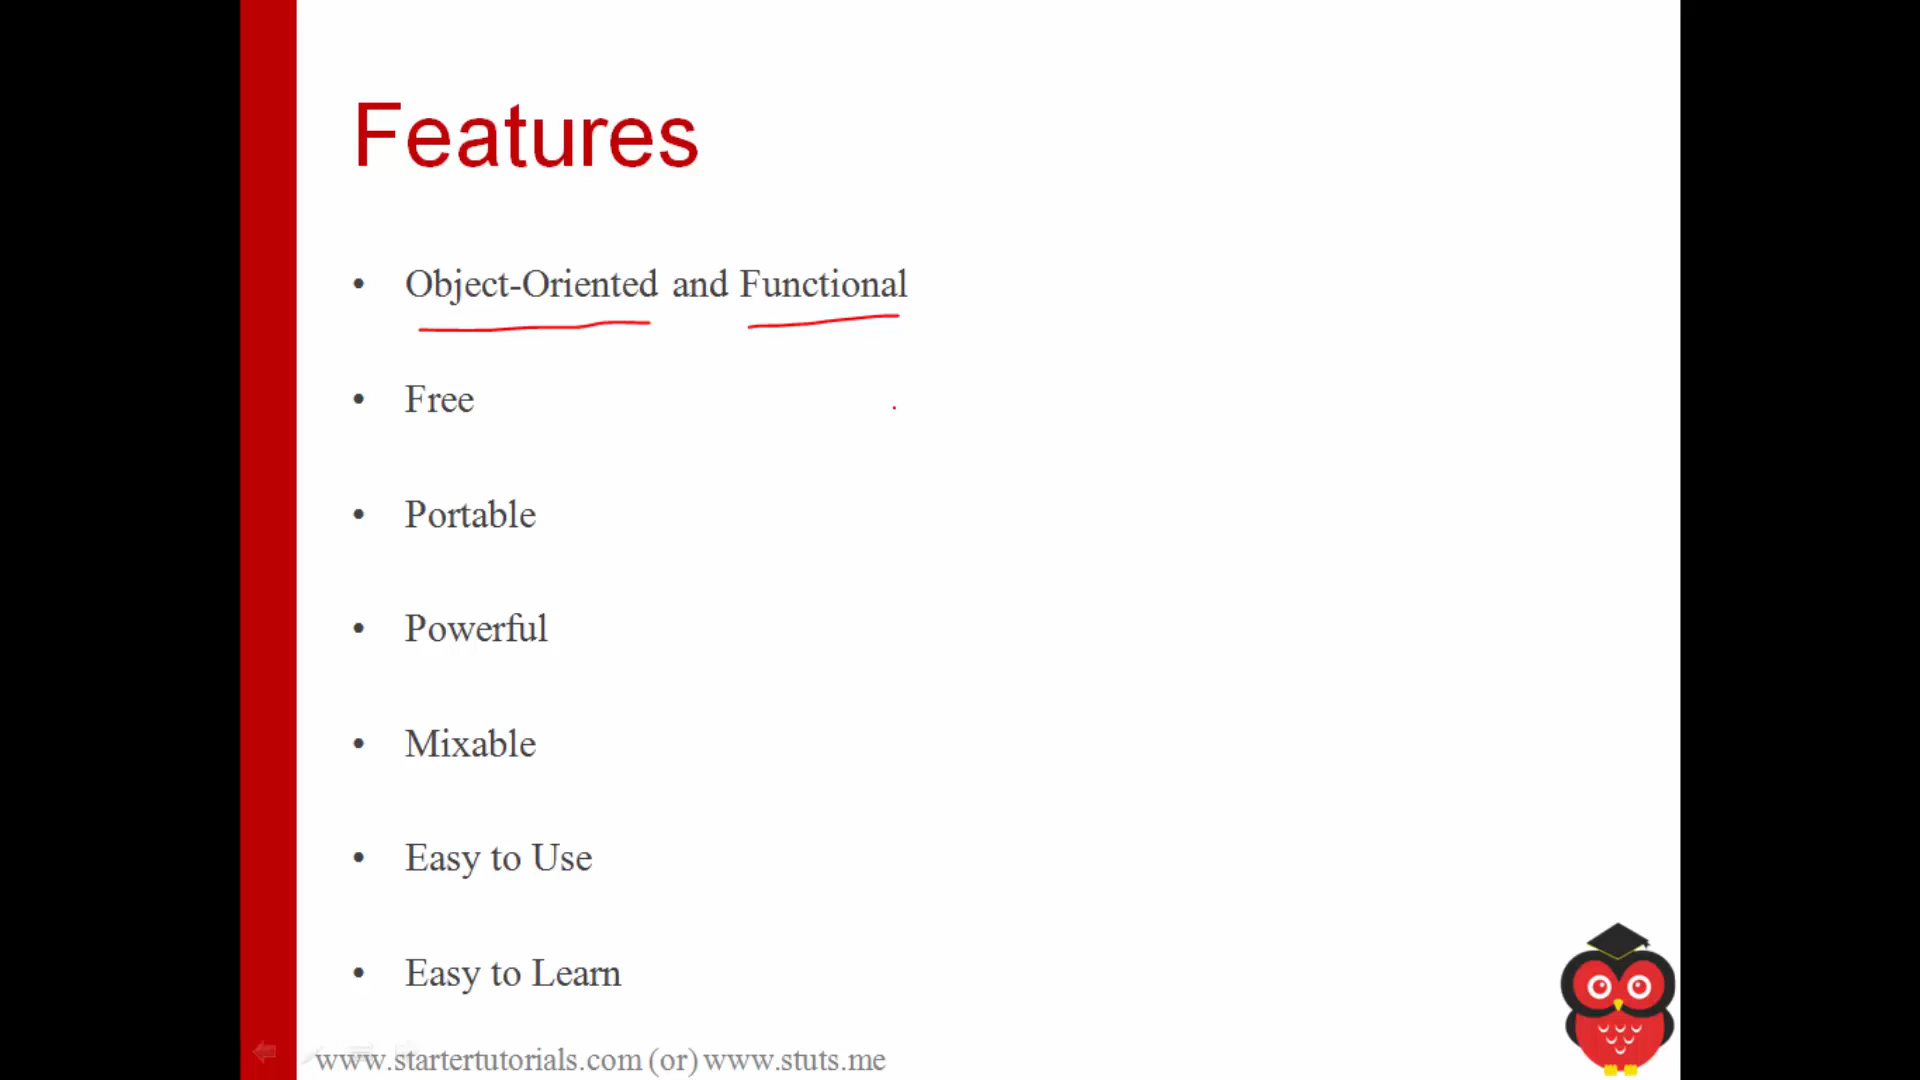 Features
• Object-Oriented and Functional
• Free
• Portable
• Powerful
• Mixable
• Easy to Use
• Easy to Learn
www.startertutorials.com (or) www.stuts.me